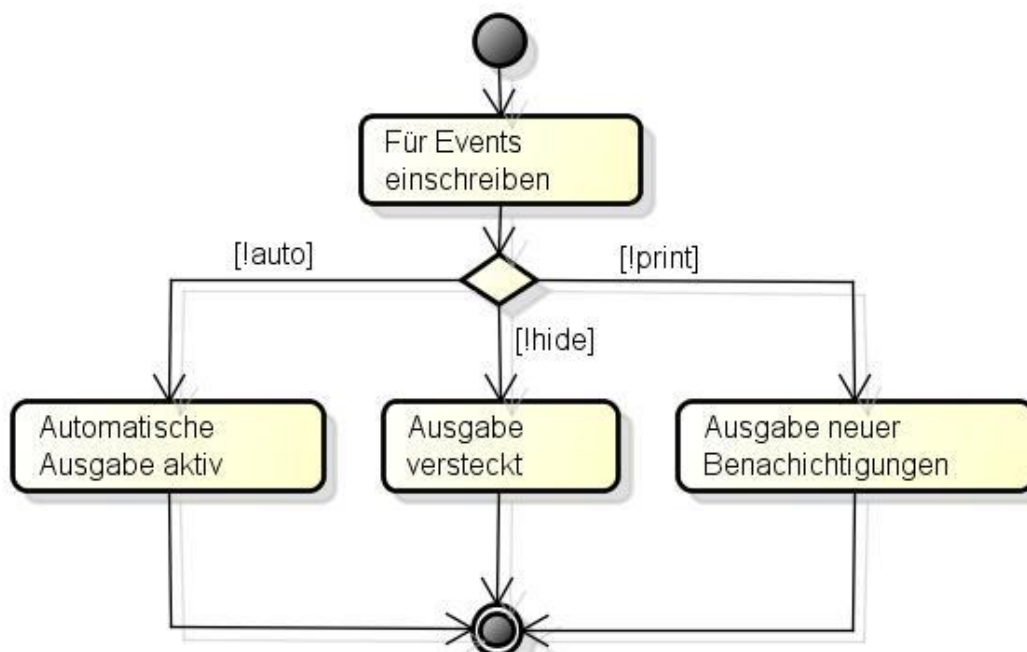 Für Events
einschreiben
[!auto]
[!print]
[!hide]
Automatische
Ausgabe aktiv
Ausgabe
versteckt
Ausgabe neuer
Benachichtigungen